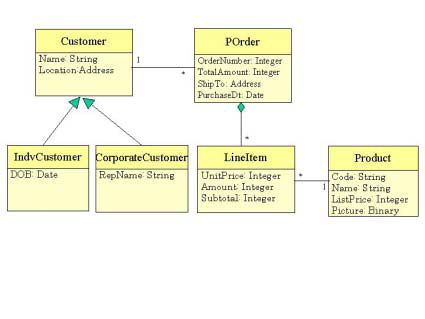 Customer
Name: String
Location:Address
1
*
POrder
OrderNumber: Integer
TotalAmount: Integer
ShipTo: Address
PurchaseDt: Date
*
IndvCustomer
DOB: Date
CorporateCustomer
RepName: String
LineItem
UnitPrice: Integer
Amount: Integer
Subtotal: Integer
*
1
Product
Code: String
Name: String
ListPrice: Integer
Picture: Binary